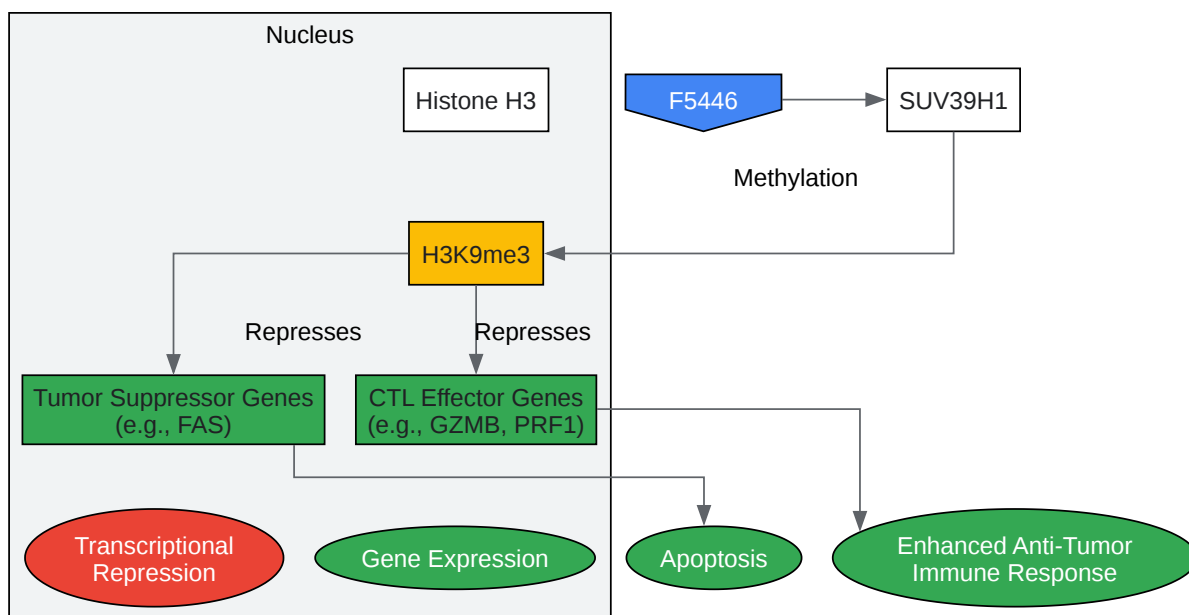 Nucleus
Histone H3
F5446
SUV39H1
Methylation
H3K9me3
Represses
Represses
Tumor Suppressor Genes
(e.g., FAS)
CTL Effector Genes
(e.g., GZMB, PRF1)
Transcriptional
Repression
Gene Expression
Apoptosis
Enhanced Anti-Tumor
Immune Response